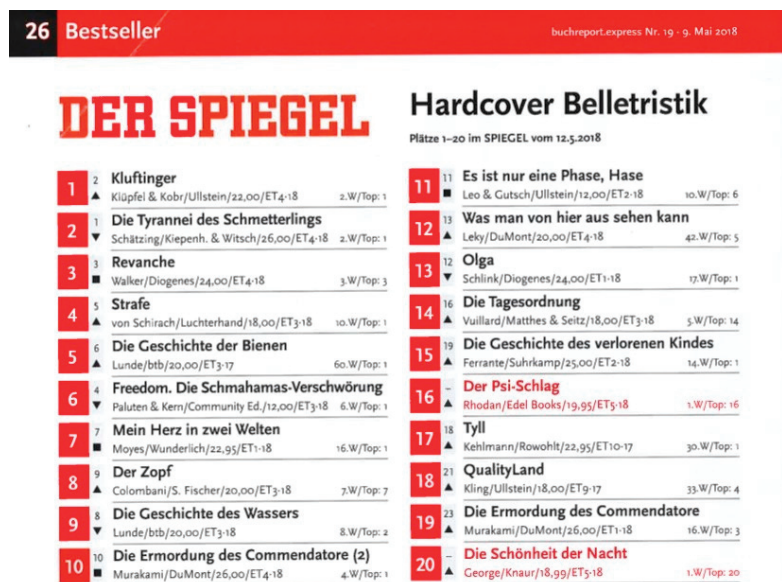 26 Bestseller
buchreport.express Nr. 19 · 9. Mai 2018
DER SPIEGEL
Hardcover Belletristik
Plätze 1–20 im SPIEGEL vom 12.5.2018
1 2 ▲ Kluftinger
Klüpfel & Kobr/Ullstein/22,00/ET4·18 2.W/Top: 1
2 1 ▼ Die Tyrannei des Schmetterlings
Schätzing/Kiepenh. & Witsch/26,00/ET4·18 2.W/Top: 1
3 3 ■ Revanche
Walker/Diogenes/24,00/ET4·18 3.W/Top: 3
4 5 ▲ Strafe
von Schirach/Luchterhand/18,00/ET3·18 10.W/Top: 1
5 6 ▲ Die Geschichte der Bienen
Lunde/btb/20,00/ET3·17 60.W/Top: 1
6 4 ▼ Freedom. Die Schmahamas-Verschwörung
Paluten & Kern/Community Ed./12,00/ET3·18 6.W/Top: 1
7 7 ■ Mein Herz in zwei Welten
Moyes/Wunderlich/22,95/ET1·18 16.W/Top: 1
8 9 ▲ Der Zopf
Colombani/S. Fischer/20,00/ET3·18 7.W/Top: 7
9 8 ▼ Die Geschichte des Wassers
Lunde/btb/20,00/ET3·18 8.W/Top: 2
10 10 ■ Die Ermordung des Commendatore (2)
Murakami/DuMont/26,00/ET4·18 4.W/Top: 1
11 11 ■ Es ist nur eine Phase, Hase
Leo & Gutsch/Ullstein/12,00/ET2·18 10.W/Top: 6
12 13 ▲ Was man von hier aus sehen kann
Leky/DuMont/20,00/ET4·18 42.W/Top: 5
13 12 ▼ Olga
Schlink/Diogenes/24,00/ET1·18 17.W/Top: 1
14 16 ▲ Die Tagesordnung
Vuillard/Matthes & Seitz/18,00/ET3·18 5.W/Top: 14
15 19 ▲ Die Geschichte des verlorenen Kindes
Ferrante/Suhrkamp/25,00/ET2·18 14.W/Top: 1
16 – ▲ Der Psi-Schlag
Rhodan/Edel Books/19,95/ET5·18 1.W/Top: 16
17 18 ▲ Tyll
Kehlmann/Rowohlt/22,95/ET10·17 30.W/Top: 1
18 21 ▲ QualityLand
Kling/Ullstein/18,00/ET9·17 33.W/Top: 4
19 23 ▲ Die Ermordung des Commendatore
Murakami/DuMont/26,00/ET1·18 16.W/Top: 3
20 – ▲ Die Schönheit der Nacht
George/Knaur/18,99/ET5·18 1.W/Top: 20